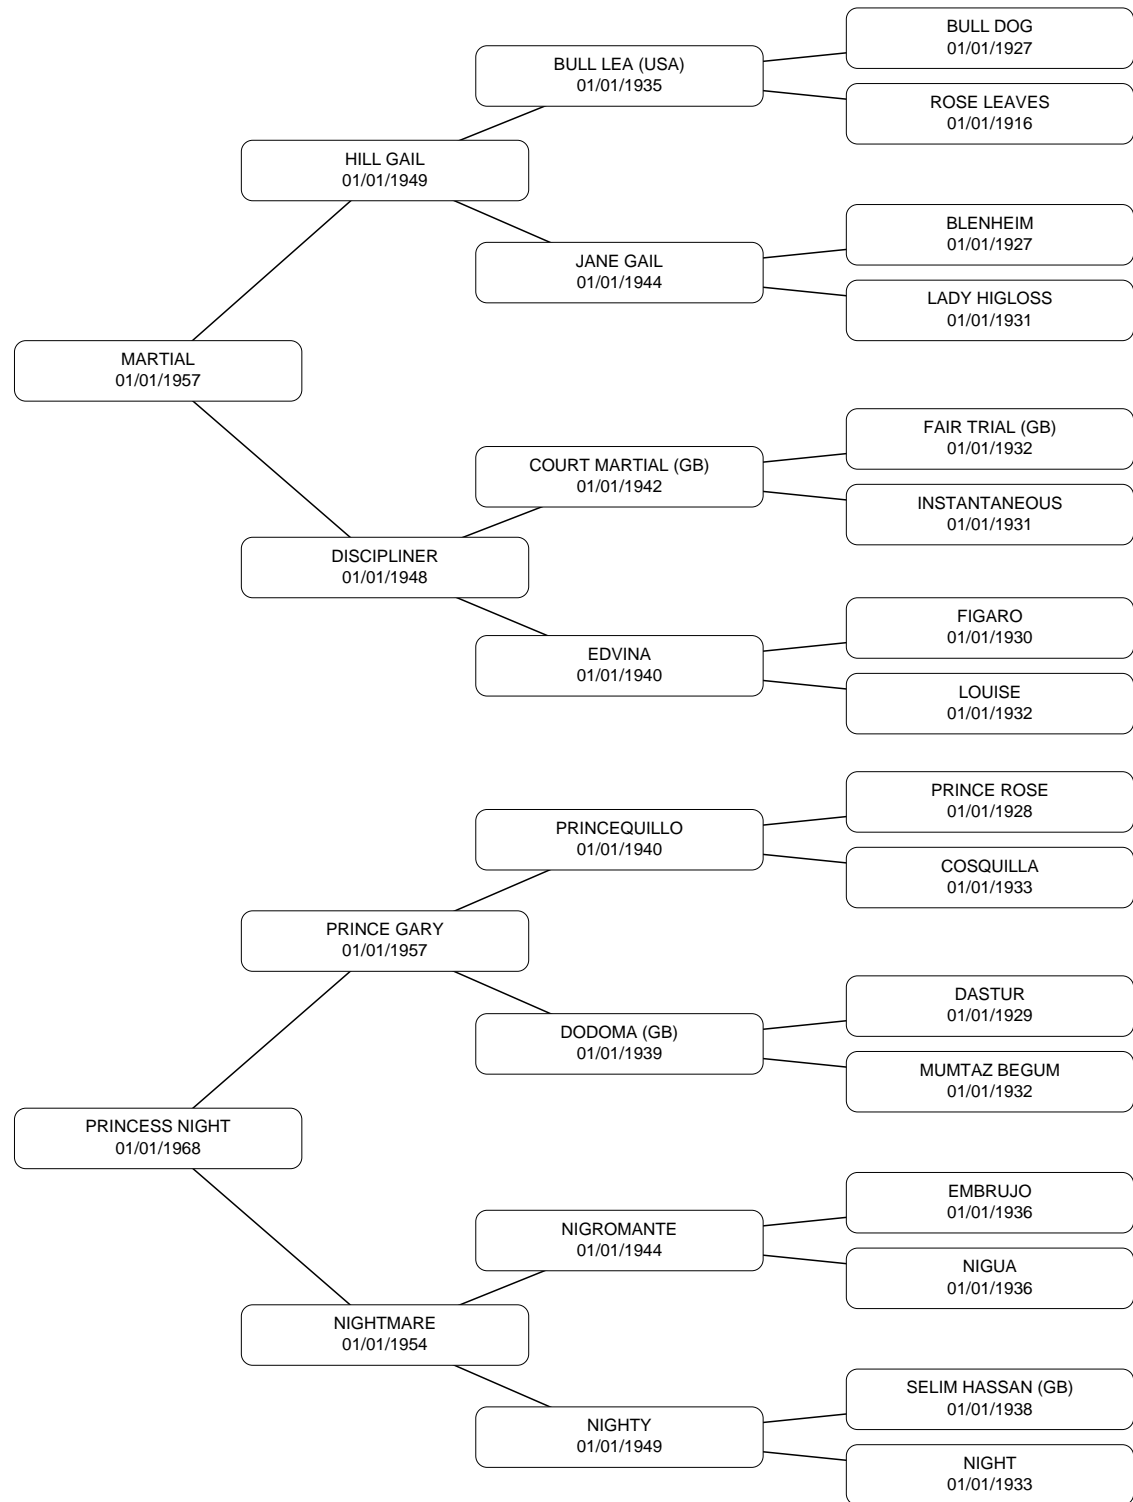 BULL DOG
01/01/1927
BULL LEA (USA)
01/01/1935
ROSE LEAVES
01/01/1916
HILL GAIL
01/01/1949
BLENHEIM
01/01/1927
JANE GAIL
01/01/1944
LADY HIGLOSS
01/01/1931
MARTIAL
01/01/1957
FAIR TRIAL (GB)
01/01/1932
COURT MARTIAL (GB)
01/01/1942
INSTANTANEOUS
01/01/1931
DISCIPLINER
01/01/1948
FIGARO
01/01/1930
EDVINA
01/01/1940
LOUISE
01/01/1932
PRINCE ROSE
01/01/1928
PRINCEQUILLO
01/01/1940
COSQUILLA
01/01/1933
PRINCE GARY
01/01/1957
DASTUR
01/01/1929
DODOMA (GB)
01/01/1939
MUMTAZ BEGUM
01/01/1932
PRINCESS NIGHT
01/01/1968
EMBRUJO
01/01/1936
NIGROMANTE
01/01/1944
NIGUA
01/01/1936
NIGHTMARE
01/01/1954
SELIM HASSAN (GB)
01/01/1938
NIGHTY
01/01/1949
NIGHT
01/01/1933